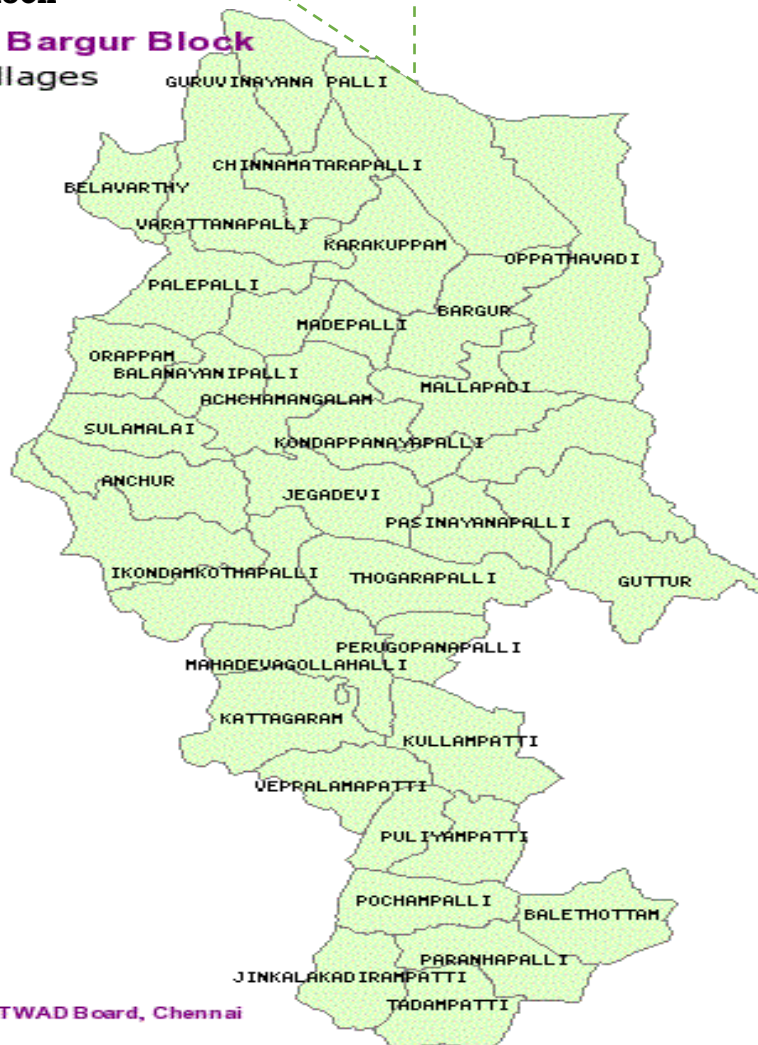 Bargur Block
llages
GURUVINAYANA PALLI
CHINNAMATARAPALLI
BELAVARTHY
VARATTANAPALLI
KARAKUPPAM
OPPATHAVADI
PALEPALLI
BARGUR
MADEPALLI
ORAPPAM
BALANAYANIPALLI
MALLAPADI
ACHCHAMANGALAM
SULAMALAI
KONDAPPANAYAPALLI
ANCHUR
JEGADEVI
PASINAYANAPALLI
IKONDAMKOTHAPALLI
THOGARAPALLI
GUTTUR
PERUGOPANAPALLI
MAHADEVAGOLLAHALLI
KATTAGARAM
KULLAMPATTI
VEPPRALAMAPATTI
PULIYAMPATTI
POCHAMPALLI
BALETHOTTAM
PARANHAPALLI
JINKALAKADIRAMPATTI
TADAMPATTI
TWAD Board, Chennai